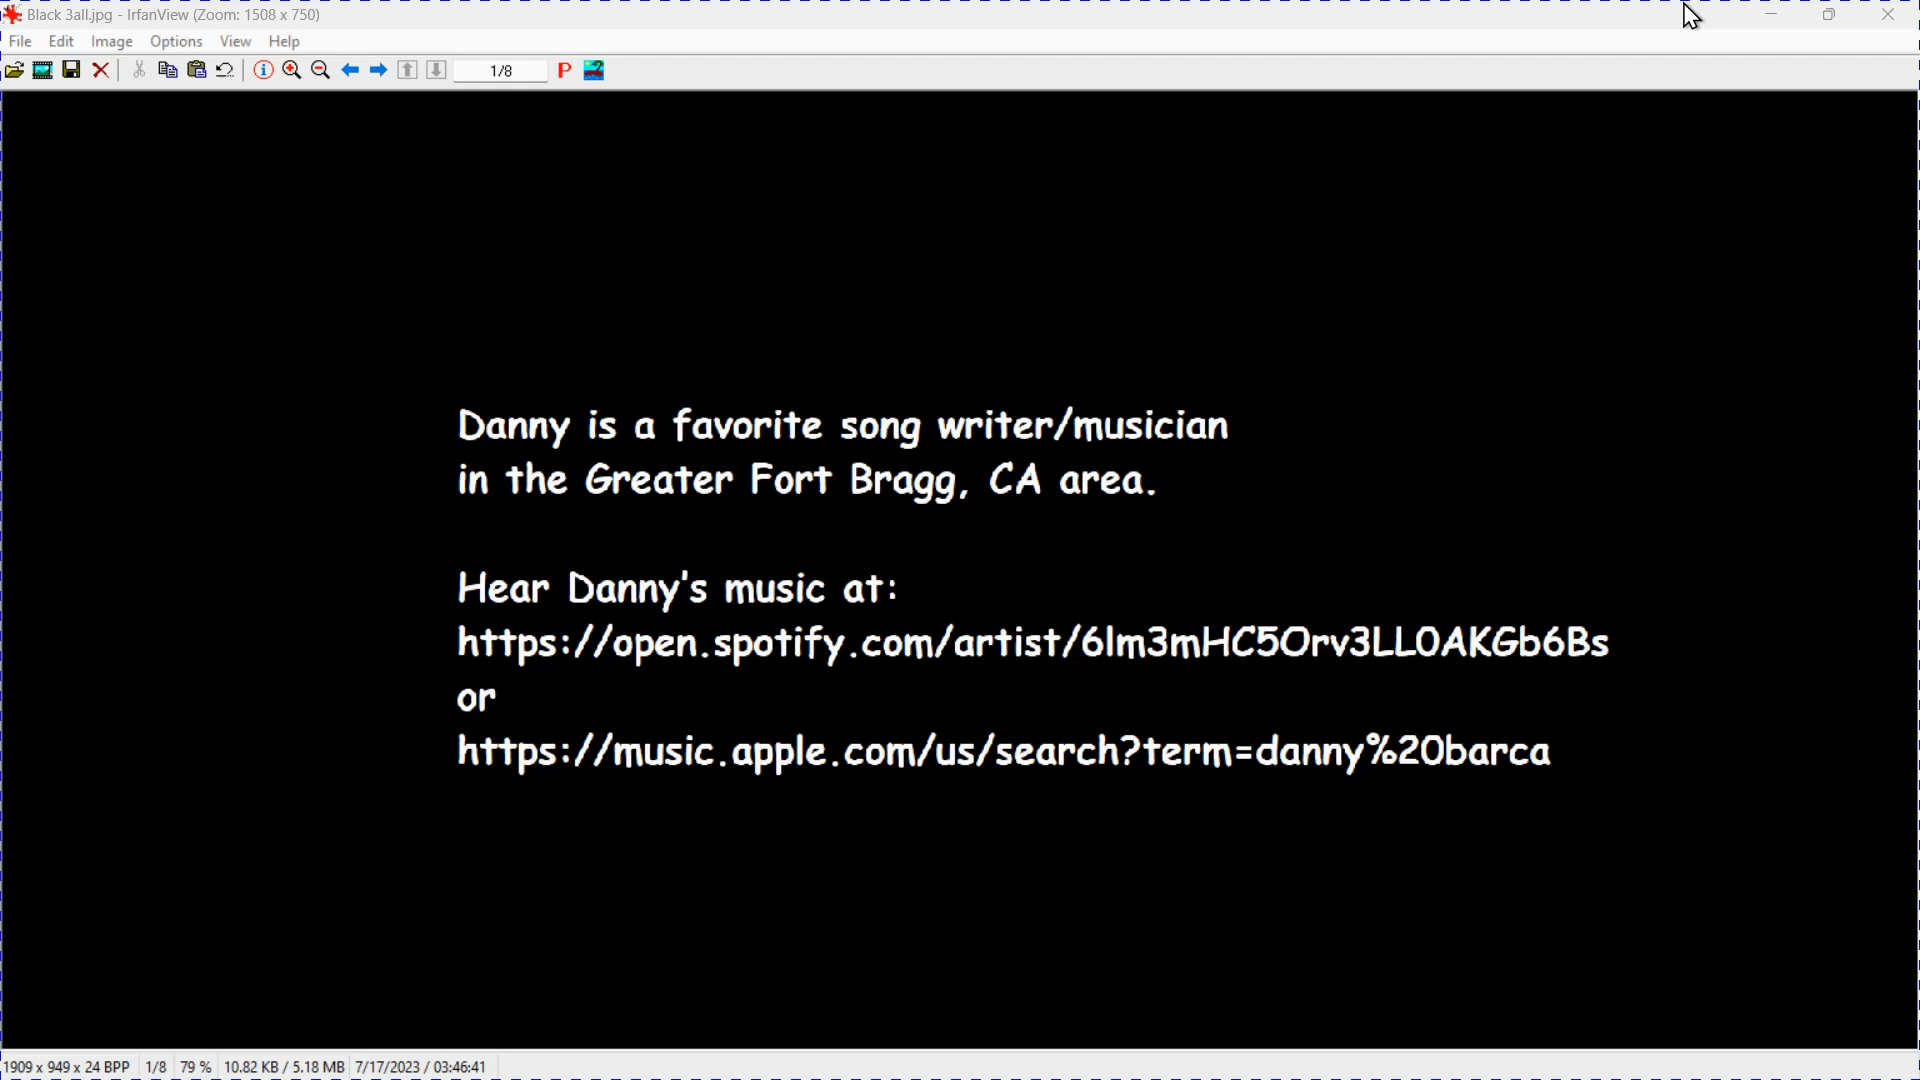 Black 3all.jpg - IrfanView (Zoom: 1508 x 750)
File Edit Image Options View Help
1/8 P
Danny is a favorite song writer/musician
in the Greater Fort Bragg, CA area.
Hear Danny's music at:
https://open.spotify.com/artist/6lm3mHC5Orv3LL0AKGb6Bs
or
https://music.apple.com/us/search?term=danny%20barca
1909 x 949 x 24 BPP 1/8 79 % 10.82 KB / 5.18 MB 7/17/2023 / 03:46:41